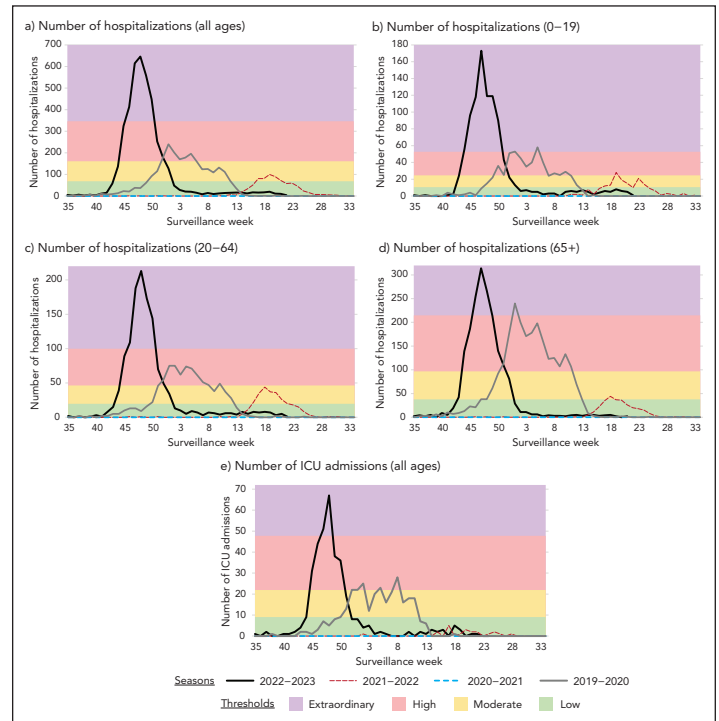 a) Number of hospitalizations (all ages)
Number of hospitalizations
700
600
500
400
300
200
100
0
35 40 45 50 3 8 13 18 23 28 33
Surveillance week
b) Number of hospitalizations (0–19)
Number of hospitalizations
180
160
140
120
100
80
60
40
20
0
35 40 45 50 3 8 13 18 23 28 33
Surveillance week
c) Number of hospitalizations (20–64)
Number of hospitalizations
200
150
100
50
0
35 40 45 50 3 8 13 18 23 28 33
Surveillance week
d) Number of hospitalizations (65+)
Number of hospitalizations
300
250
200
150
100
50
0
35 40 45 50 3 8 13 18 23 28 33
Surveillance week
e) Number of ICU admissions (all ages)
Number of ICU admissions
70
60
50
40
30
20
10
0
35 40 45 50 3 8 13 18 23 28 33
Surveillance week
Seasons 2022–2023 2021–2022 2020–2021 2019–2020
Thresholds Extraordinary High Moderate Low